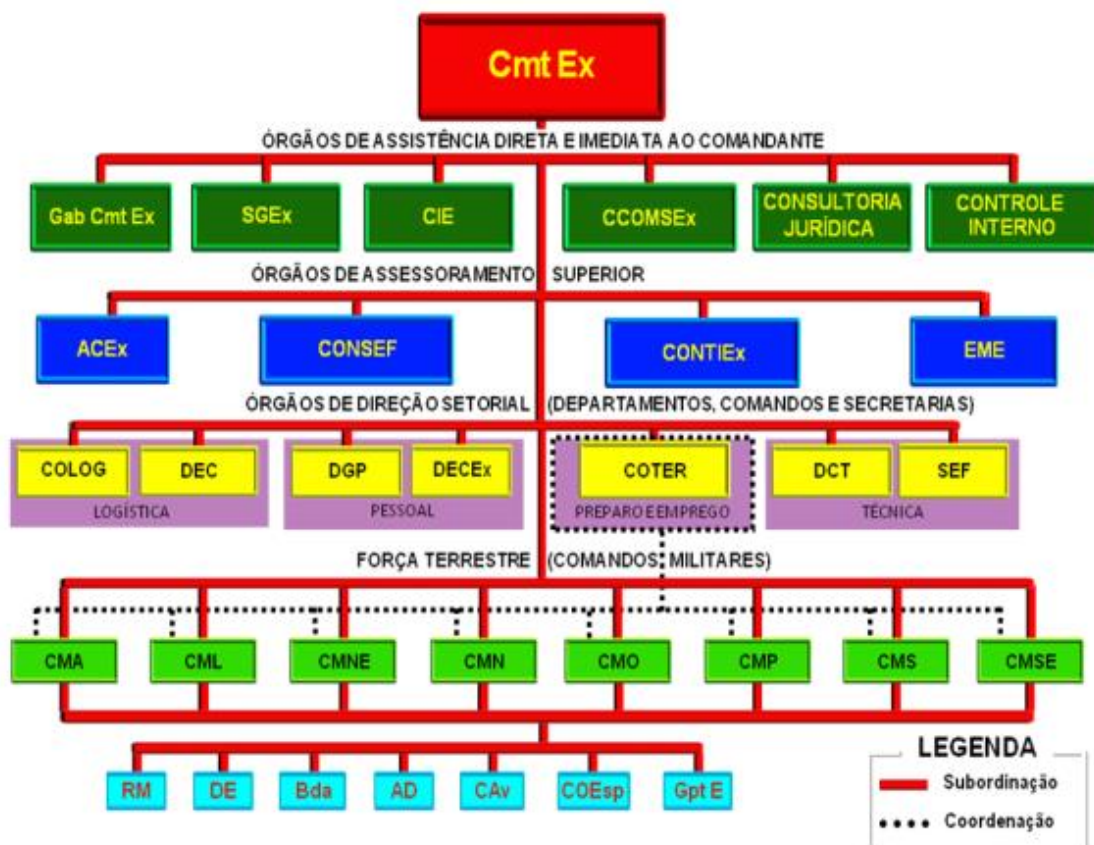 Cmt Ex
ÓRGÃOS DE ASSISTÊNCIA DIRETA E IMEDIATA AO COMANDANTE
Gab Cmt Ex
SGEx
CIE
CCOMSEx
CONSULTORIA
JURÍDICA
CONTROLE
INTERNO
ÓRGÃOS DE ASSESSORAMENTO SUPERIOR
ACEx
CONSEF
CONTIEx
EME
ÓRGÃOS DE DIREÇÃO SETORIAL (DEPARTAMENTOS, COMANDOS E SECRETARIAS)
COLOG
DEC
DGP
DECEx
COTER
DCT
SEF
LOGÍSTICA
PESSOAL
PREPARO E EMPREGO
TÉCNICA
FORÇA TERRESTRE (COMANDOS MILITARES)
CMA
CML
CMNE
CMN
CMO
CMP
CMS
CMSE
RM
DE
Bda
AD
CAv
COEsp
Gpt E
LEGENDA
Subordinação
Coordenação